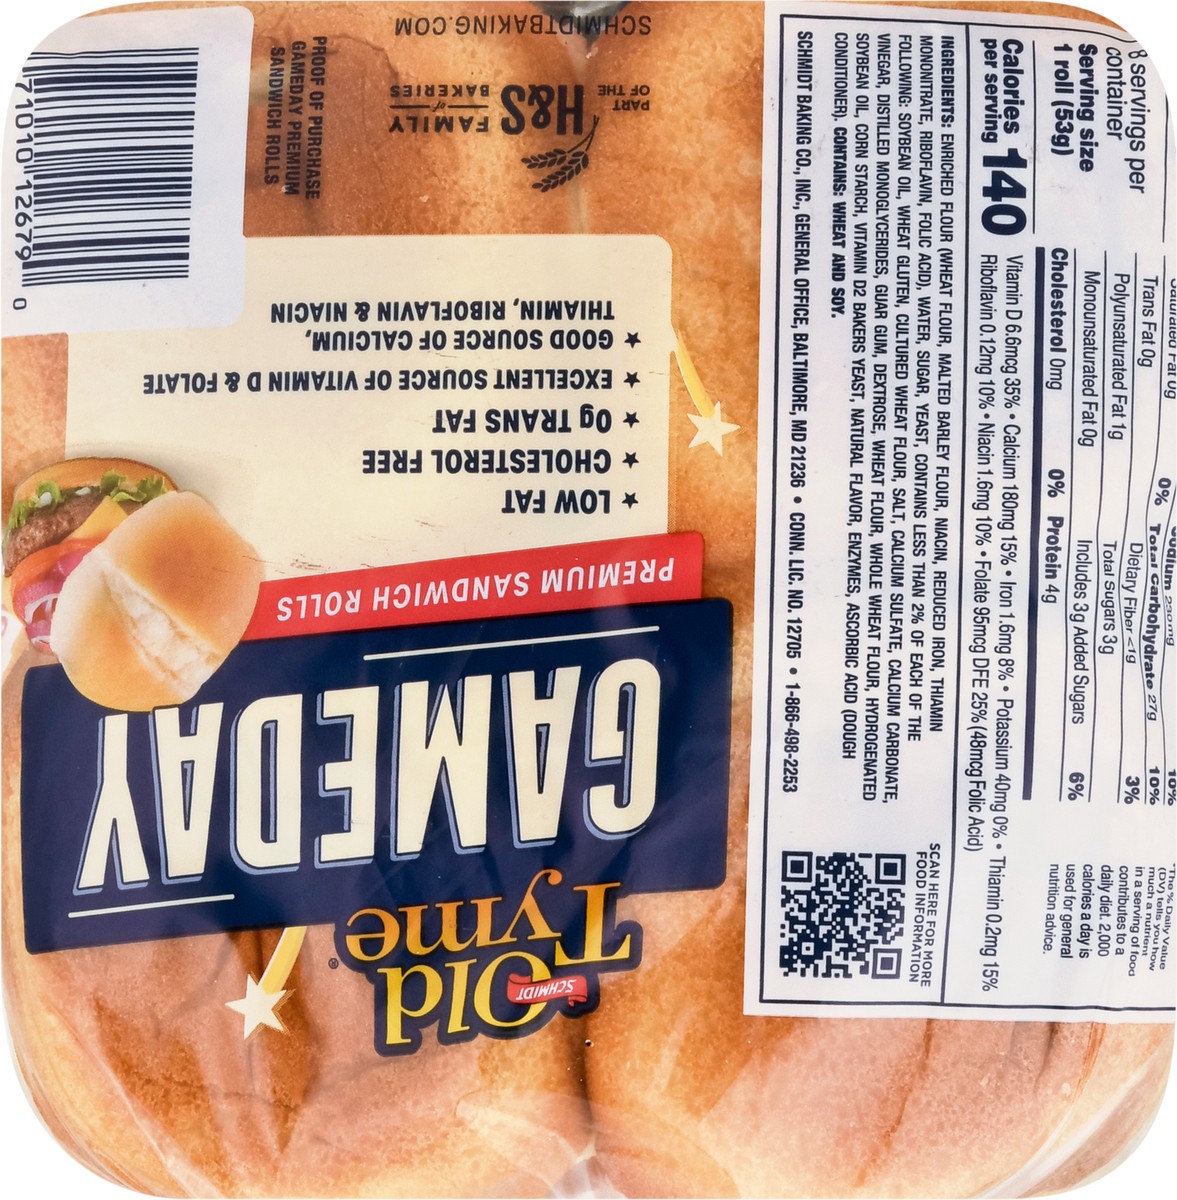 SCHMIDT
Old
Tyme®
GAMEDAY
PREMIUM SANDWICH ROLLS
★ LOW FAT
★ CHOLESTEROL FREE
★ 0g TRANS FAT
★ EXCELLENT SOURCE OF VITAMIN D & FOLATE
★ GOOD SOURCE OF CALCIUM,
THIAMIN, RIBOFLAVIN & NIACIN
PART
OF THE
H&S
FAMILY
of
BAKERIES
SCHMIDTBAKING.COM
PROOF OF PURCHASE
GAMEDAY PREMIUM
SANDWICH ROLLS
71010 12679 0
8 servings per
container
Serving size
1 roll (53g)
Calories
per serving
140
Saturated Fat 0g 0%
Trans Fat 0g
Polyunsaturated Fat 1g
Monounsaturated Fat 0g
Cholesterol 0mg 0%
Sodium 230mg 10%
Total Carbohydrate 27g 10%
Dietary Fiber <1g 3%
Total Sugars 3g
Includes 3g Added Sugars 6%
Protein 4g
Vitamin D 6.6mcg 35% • Calcium 180mg 15% • Iron 1.6mg 8% • Potassium 40mg 0% • Thiamin 0.2mg 15%
Riboflavin 0.12mg 10% • Niacin 1.6mg 10% • Folate 95mcg DFE 25% (48mcg Folic Acid)
*The % Daily Value
(DV) tells you how
much a nutrient
in a serving of food
contributes to a
daily diet. 2,000
calories a day is
used for general
nutrition advice.
INGREDIENTS: ENRICHED FLOUR (WHEAT FLOUR, MALTED BARLEY FLOUR, NIACIN, REDUCED IRON, THIAMIN
MONONITRATE, RIBOFLAVIN, FOLIC ACID), WATER, SUGAR, YEAST, CONTAINS LESS THAN 2% OF EACH OF THE
FOLLOWING: SOYBEAN OIL, WHEAT GLUTEN, CULTURED WHEAT FLOUR, SALT, CALCIUM SULFATE, CALCIUM CARBONATE,
VINEGAR, DISTILLED MONOGLYCERIDES, GUAR GUM, DEXTROSE, WHEAT FLOUR, WHOLE WHEAT FLOUR, HYDROGENATED
SOYBEAN OIL, CORN STARCH, VITAMIN D2 BAKERS YEAST, NATURAL FLAVOR, ENZYMES, ASCORBIC ACID (DOUGH
CONDITIONER). CONTAINS: WHEAT AND SOY.
SCHMIDT BAKING CO., INC., GENERAL OFFICE, BALTIMORE, MD 21236 • CONN. LIC. NO. 12705 • 1-866-498-2253
SCAN HERE FOR MORE
FOOD INFORMATION